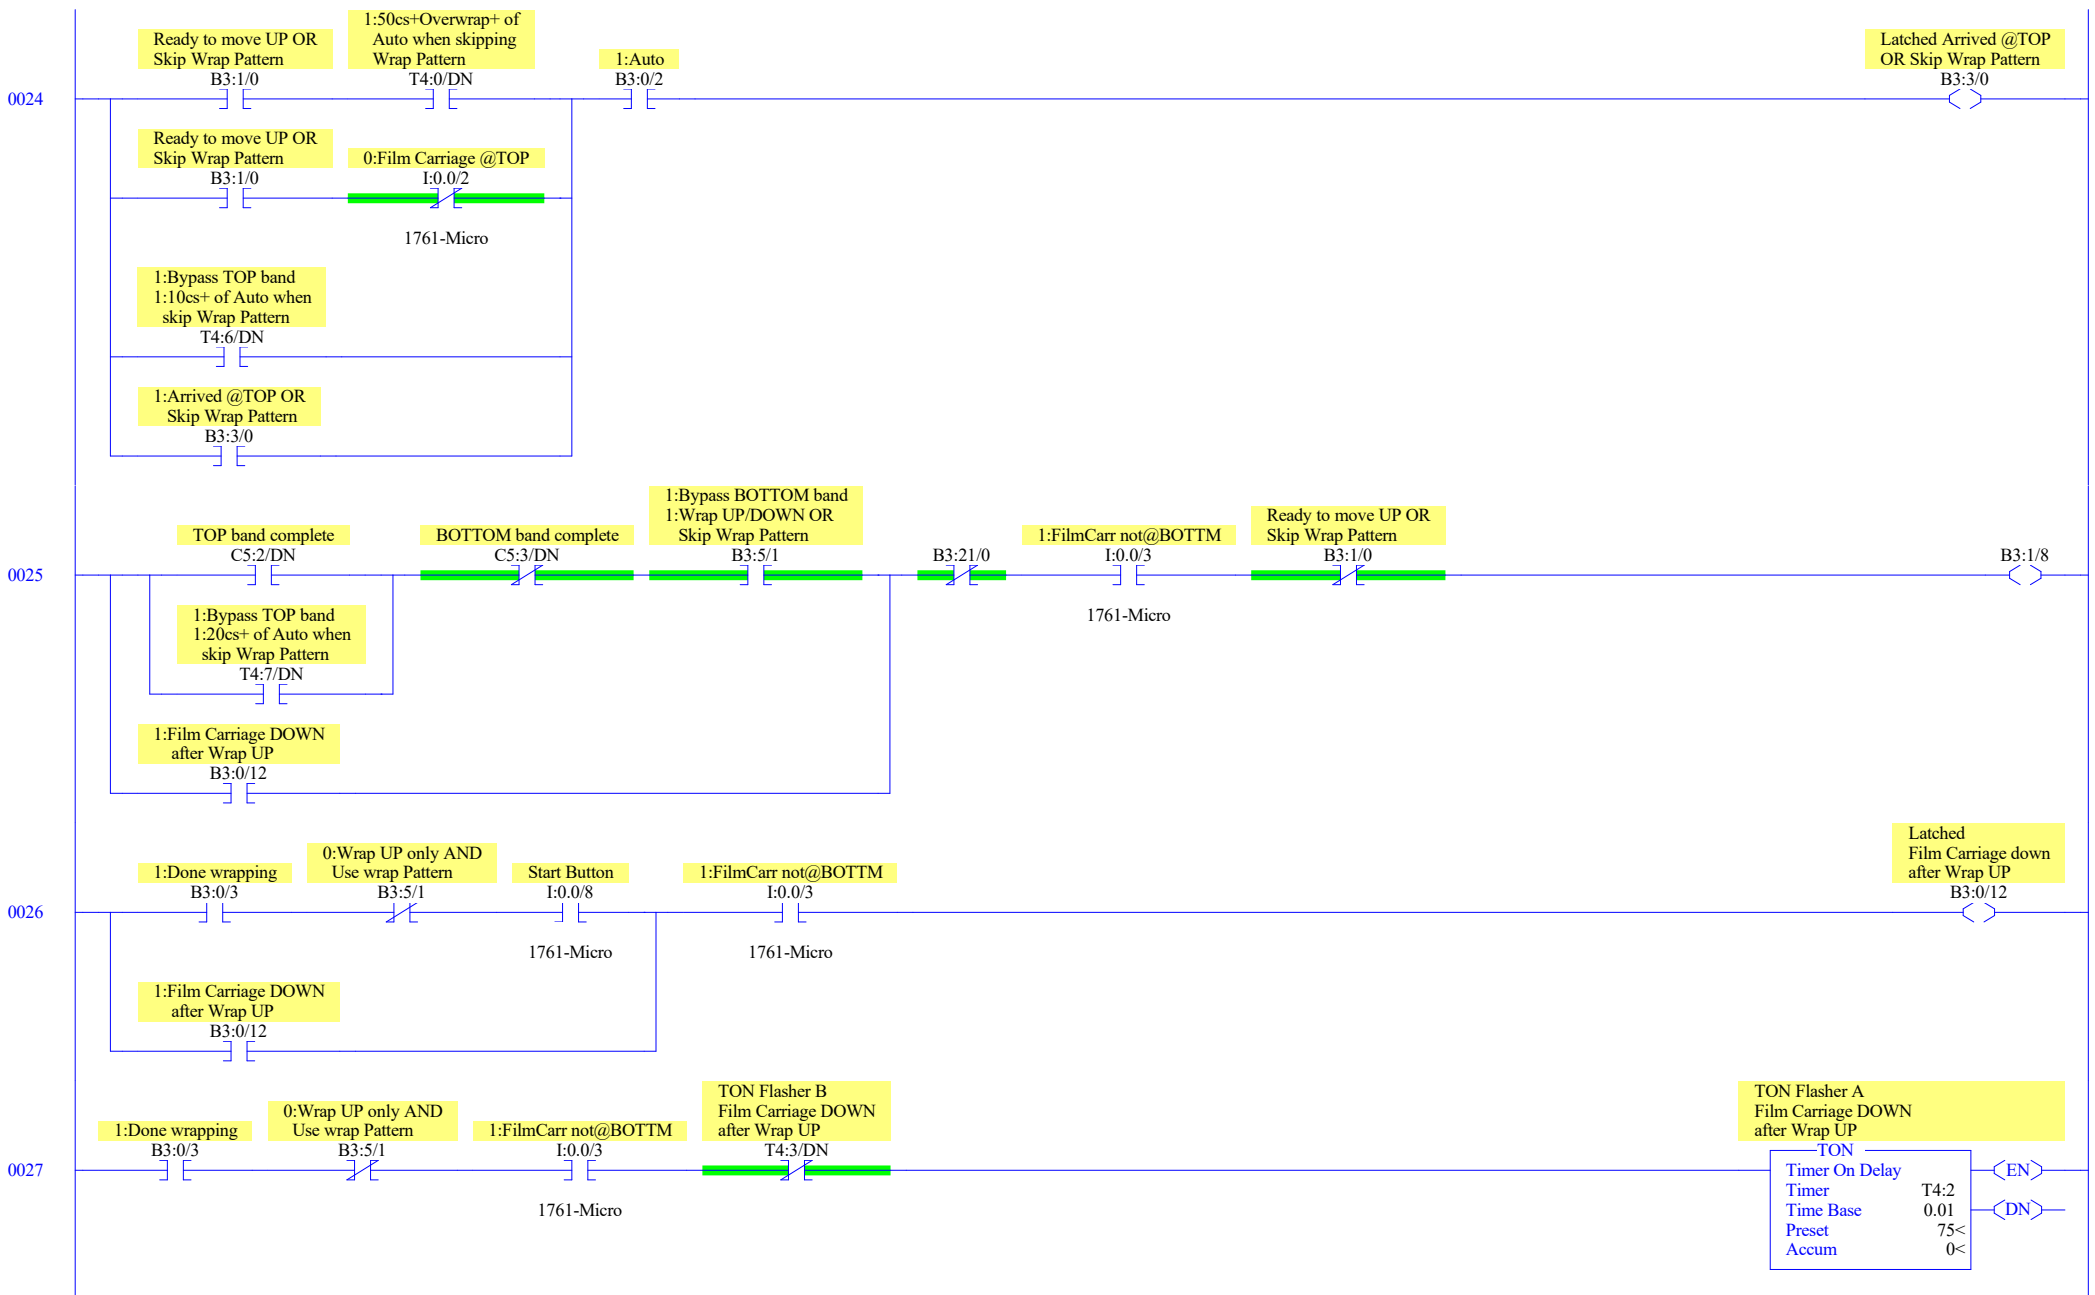 0024
Ready to move UP OR
Skip Wrap Pattern
B3:1/0
1:50cs+Overwrap+ of
Auto when skipping
Wrap Pattern
T4:0/DN
1:Auto
B3:0/2
Latched Arrived @TOP
OR Skip Wrap Pattern
B3:3/0
Ready to move UP OR
Skip Wrap Pattern
B3:1/0
0:Film Carriage @TOP
I:0.0/2
1761-Micro
1:Bypass TOP band
1:10cs+ of Auto when
skip Wrap Pattern
T4:6/DN
1:Arrived @TOP OR
Skip Wrap Pattern
B3:3/0
0025
TOP band complete
C5:2/DN
BOTTOM band complete
C5:3/DN
1:Bypass BOTTOM band
1:Wrap UP/DOWN OR
Skip Wrap Pattern
B3:5/1
B3:21/0
1:FilmCarr not@BOTTM
I:0.0/3
1761-Micro
Ready to move UP OR
Skip Wrap Pattern
B3:1/0
B3:1/8
1:Bypass TOP band
1:20cs+ of Auto when
skip Wrap Pattern
T4:7/DN
1:Film Carriage DOWN
after Wrap UP
B3:0/12
0026
1:Done wrapping
B3:0/3
0:Wrap UP only AND
Use wrap Pattern
B3:5/1
Start Button
I:0.0/8
1761-Micro
1:FilmCarr not@BOTTM
I:0.0/3
1761-Micro
Latched
Film Carriage down
after Wrap UP
B3:0/12
1:Film Carriage DOWN
after Wrap UP
B3:0/12
0027
1:Done wrapping
B3:0/3
0:Wrap UP only AND
Use wrap Pattern
B3:5/1
1:FilmCarr not@BOTTM
I:0.0/3
1761-Micro
TON Flasher B
Film Carriage DOWN
after Wrap UP
T4:3/DN
TON Flasher A
Film Carriage DOWN
after Wrap UP
TON
Timer On Delay
Timer T4:2
Time Base 0.01
Preset 75<
Accum 0<
EN
DN